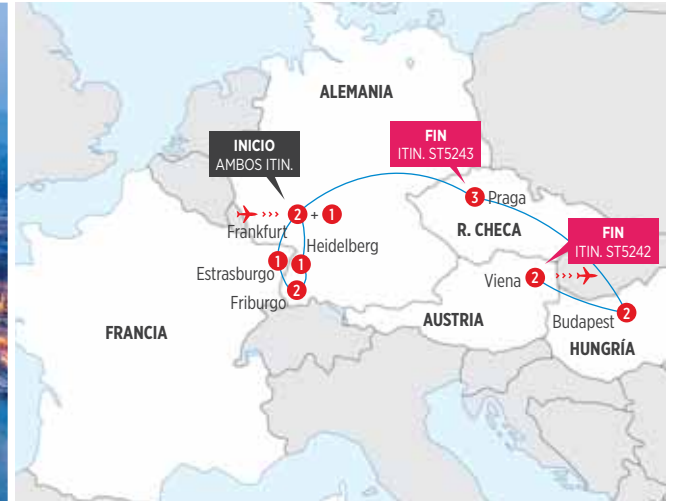 ALEMANIA
INICIO
AMBOS ITIN.
FIN
ITIN. ST5243
3 Praga
2 + 1
Frankfurt
R. CHECA
FIN
ITIN. ST5242
Heidelberg
1
1
Estrasburgo
2
Friburgo
Viena 2
Budapest 2
AUSTRIA
FRANCIA
HUNGRÍA